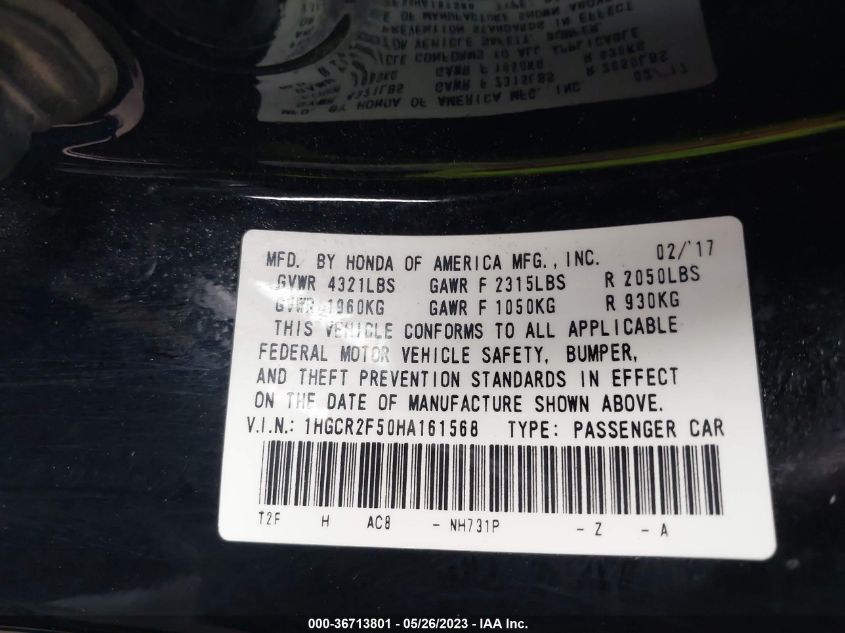 MFD. BY HONDA OF AMERICA MFG., INC. 02/'17
GVWR 4321LBS GAWR F 2315LBS R 2050LBS
GVWR 1960KG GAWR F 1050KG R 930KG
THIS VEHICLE CONFORMS TO ALL APPLICABLE
FEDERAL MOTOR VEHICLE SAFETY, BUMPER,
AND THEFT PREVENTION STANDARDS IN EFFECT
ON THE DATE OF MANUFACTURE SHOWN ABOVE.
V.I.N.: 1HGCR2F50HA161568 TYPE: PASSENGER CAR
T2F H AC8 - NH731P - Z - A
000-36713801 - 05/26/2023 - IAA Inc.